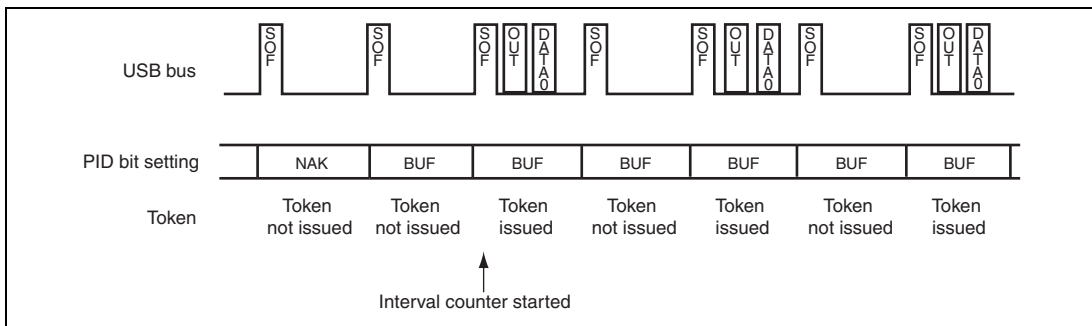 SOF SOF SOF OUT DATA0 SOF SOF OUT DATA0 SOF SOF OUT DATA0
USB bus
PID bit setting NAK BUF BUF BUF BUF BUF BUF
Token Token not issued Token not issued Token issued Token not issued Token issued Token not issued Token issued
Interval counter started